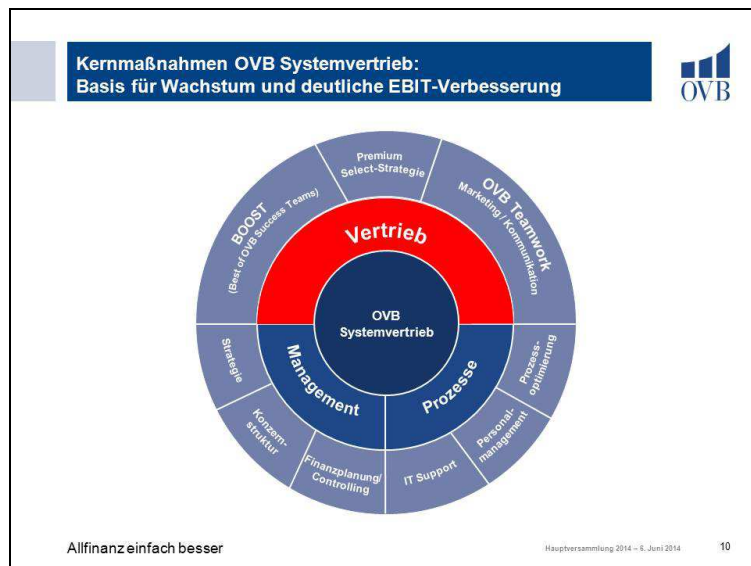 Kernmaßnahmen OVB Systemvertrieb:
Basis für Wachstum und deutliche EBIT-Verbesserung
OVB
Premium
Select-Strategie
BOOST
(Best of OVB Success Teams)
OVB Teamwork
Marketing / Kommunikation
Vertrieb
OVB
Systemvertrieb
Management
Prozesse
Strategie
Konzern-
struktur
Finanzplanung/
Controlling
IT Support
Personal-
management
Prozess-
optimierung
Allfinanz einfach besser
Hauptversammlung 2014 – 6. Juni 2014
10